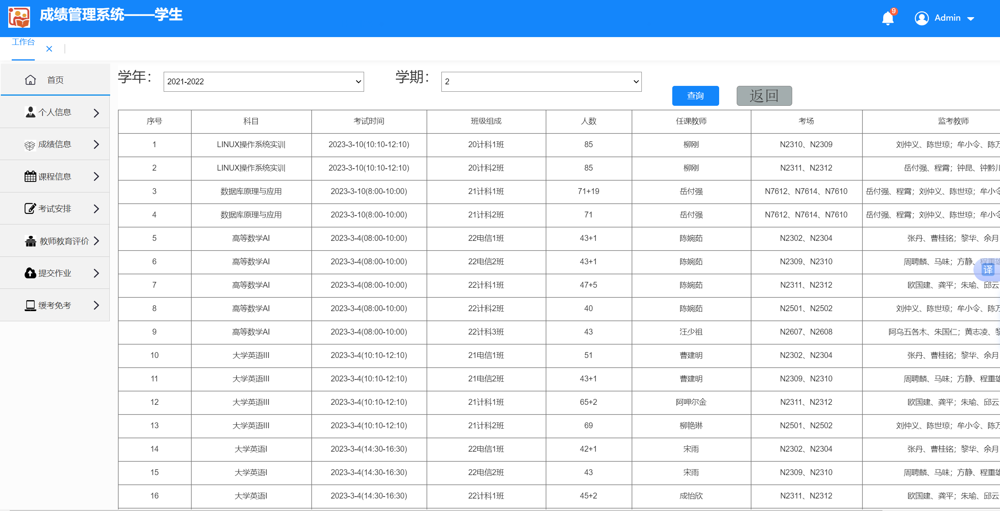 成绩管理系统——学生
9
Admin
工作台
首页
个人信息
成绩信息
课程信息
考试安排
教师教育评价
提交作业
缓考免考
学年： 2021-2022 学期： 2
查询 返回
序号 科目 考试时间 班级组成 人数 任课教师 考场 监考教师
1 LINUX操作系统实训 2023-3-10(10:10-12:10) 20计科1班 85 柳刚 N2310、N2309 刘仲义、陈世琼；牟小令、陈万
2 LINUX操作系统实训 2023-3-10(10:10-12:10) 20计科2班 85 柳刚 N2311、N2312 岳付强、程霄；钟昆、钟黔川
3 数据库原理与应用 2023-3-10(8:00-10:00) 21计科1班 71+19 岳付强 N7612、N7614、N7610 岳付强、程霄；刘仲义、陈世琼；牟小令
4 数据库原理与应用 2023-3-10(8:00-10:00) 21计科2班 71 岳付强 N7612、N7614、N7610 岳付强、程霄；刘仲义、陈世琼；牟小令
5 高等数学AI 2023-3-4(08:00-10:00) 22电信1班 43+1 陈婉茹 N2302、N2304 张丹、曹桂铭；黎华、余月
6 高等数学AI 2023-3-4(08:00-10:00) 22电信2班 43+1 陈婉茹 N2309、N2310 周聘麟、马味；方静、程重雄
译
7 高等数学AI 2023-3-4(08:00-10:00) 22计科1班 47+5 陈婉茹 N2311、N2312 欧国建、龚平；朱瑜、邱云
8 高等数学AI 2023-3-4(08:00-10:00) 22计科2班 40 陈婉茹 N2501、N2502 刘仲义、陈世琼；牟小令、陈万
9 高等数学AI 2023-3-4(08:00-10:00) 22计科3班 43 汪少祖 N2607、N2608 阿乌五各木、朱国仁；黄志凌、黎
10 大学英语III 2023-3-4(10:10-12:10) 21电信1班 51 曹建明 N2302、N2304 张丹、曹桂铭；黎华、余月
11 大学英语III 2023-3-4(10:10-12:10) 21电信2班 43+1 曹建明 N2309、N2310 周聘麟、马味；方静、程重雄
12 大学英语III 2023-3-4(10:10-12:10) 21计科1班 65+2 阿呷尔金 N2311、N2312 欧国建、龚平；朱瑜、邱云
13 大学英语III 2023-3-4(10:10-12:10) 21计科2班 69 柳艳琳 N2501、N2502 刘仲义、陈世琼；牟小令、陈万
14 大学英语I 2023-3-4(14:30-16:30) 22电信1班 42+1 宋雨 N2302、N2304 张丹、曹桂铭；黎华、余月
15 大学英语I 2023-3-4(14:30-16:30) 22电信2班 43 宋雨 N2309、N2310 周聘麟、马味；方静、程重雄
16 大学英语I 2023-3-4(14:30-16:30) 22计科1班 45+2 成怡欣 N2311、N2312 欧国建、龚平；朱瑜、邱云